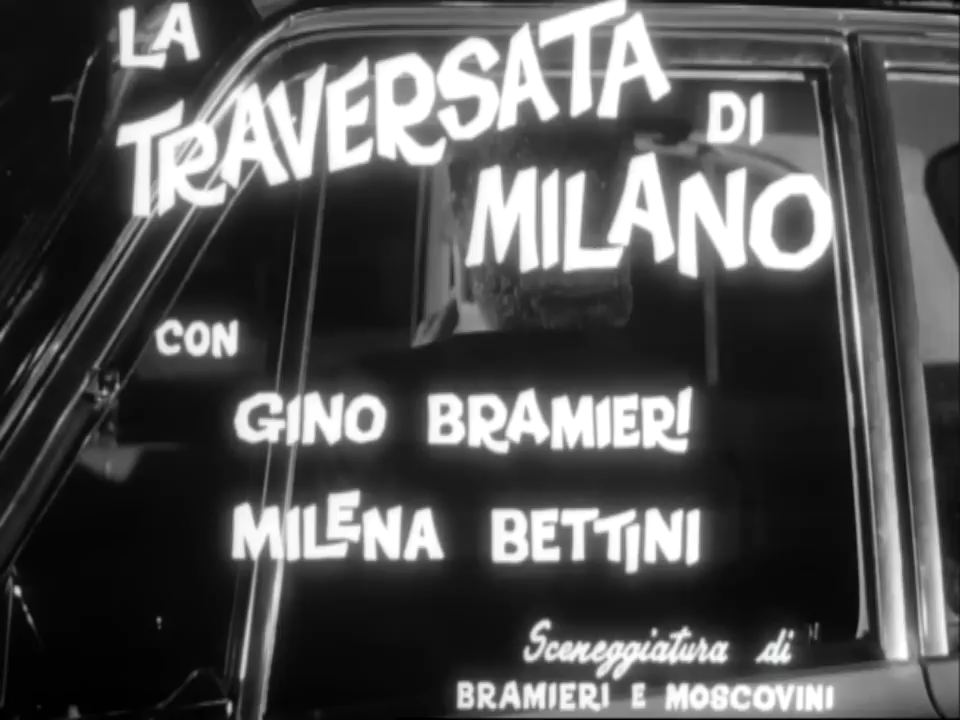 LA
TRAVERSATA
DI
MILANO
CON
GINO BRAMIERI
MILENA BETTINI
Sceneggiatura di
BRAMIERI E MOSCOVINI